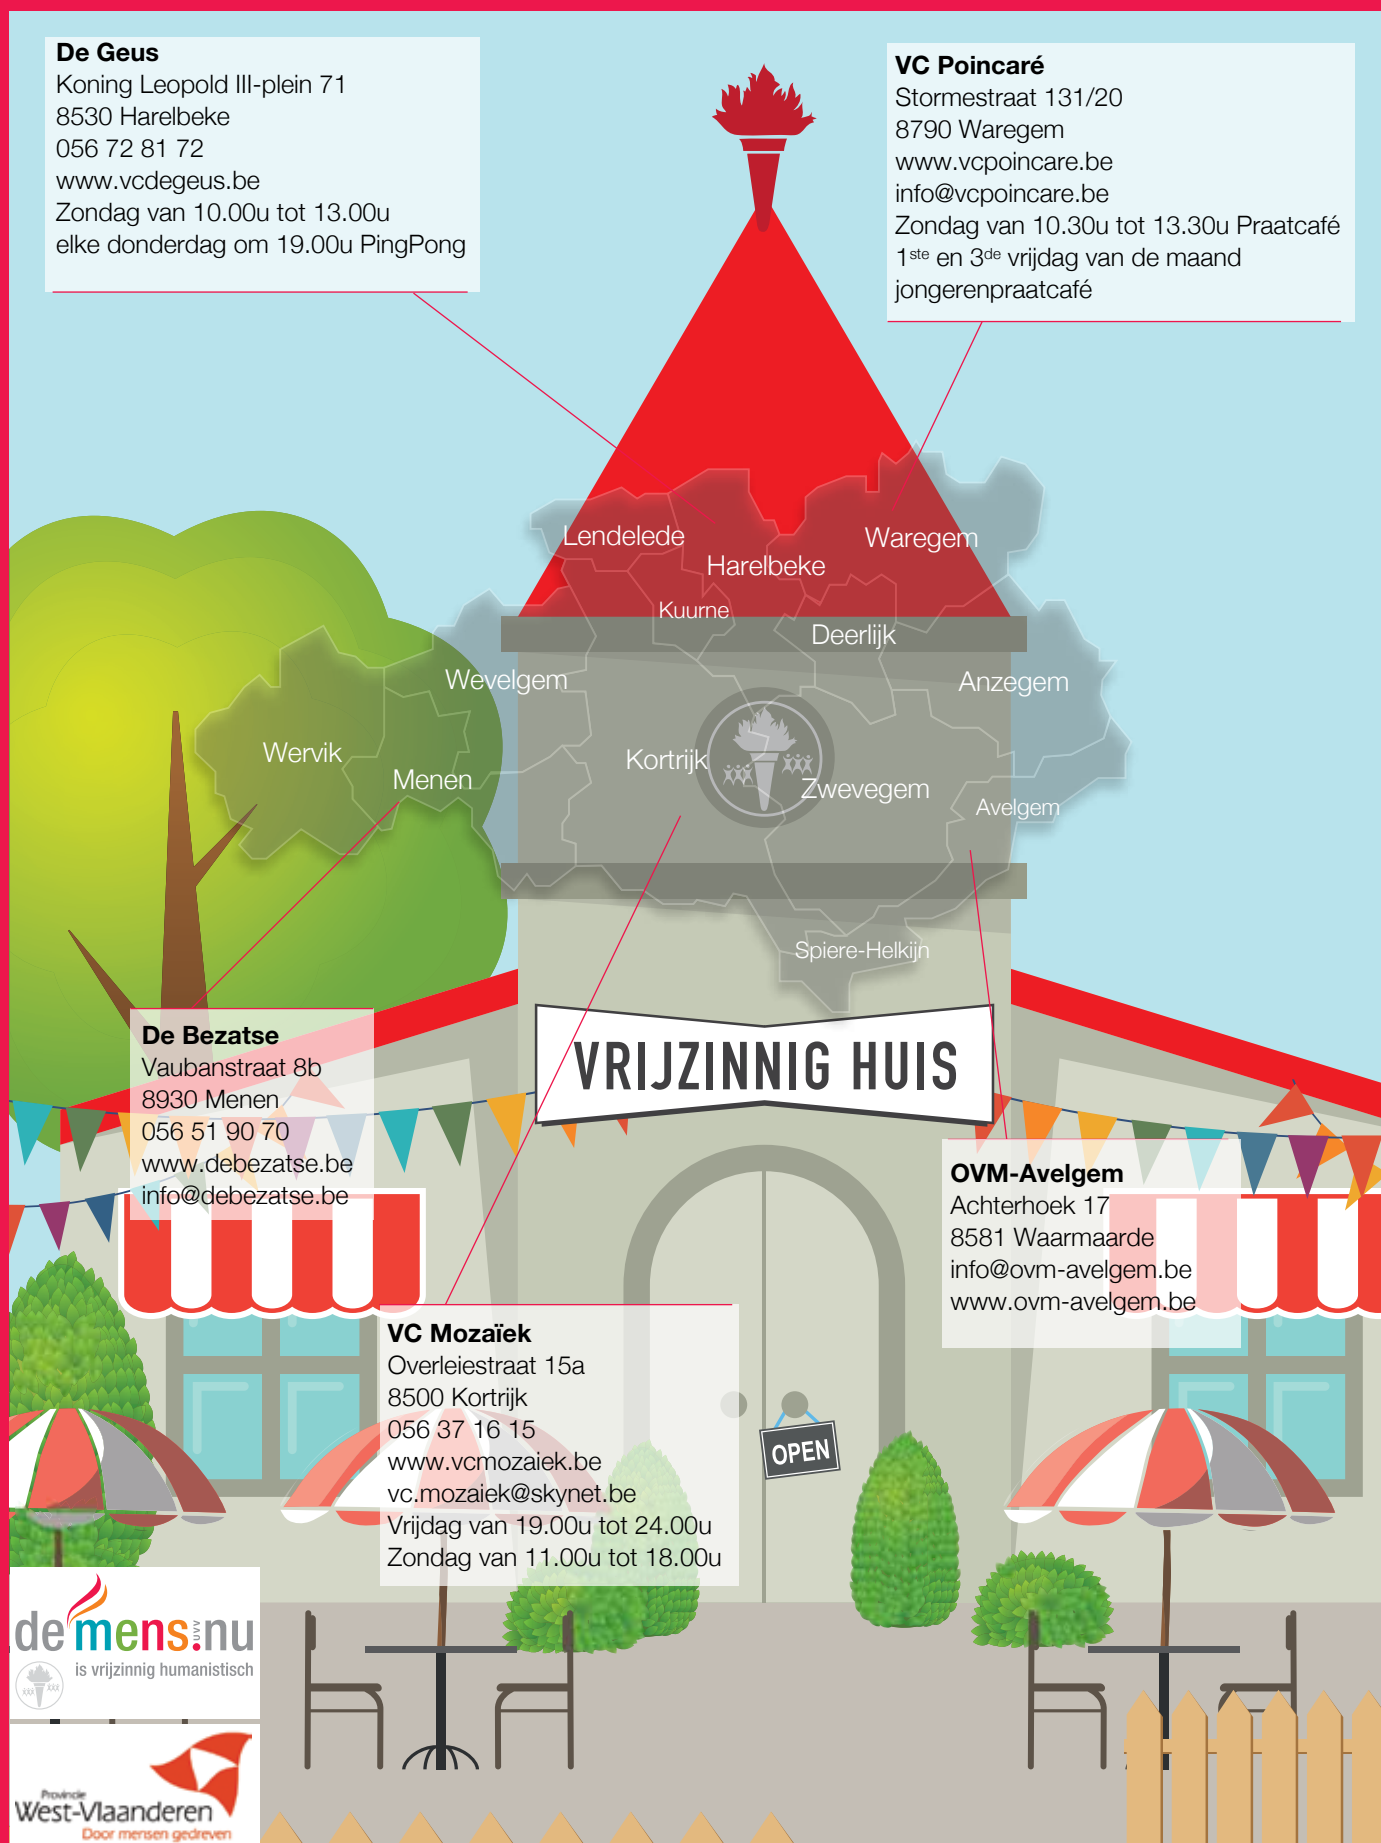 De Geus
Koning Leopold III-plein 71
8530 Harelbeke
056 72 81 72
www.vcdegeus.be
Zondag van 10.00u tot 13.00u
elke donderdag om 19.00u PingPong
VC Poincaré
Stormestraat 131/20
8790 Waregem
www.vcpoincare.be
info@vcpoincare.be
Zondag van 10.30u tot 13.30u Praatcafé
1ste en 3de vrijdag van de maand
jongerenpraatcafé
Lendelede
Waregem
Harelbeke
Kuurne
Deerlijk
Wevelgem
Anzegem
Wervik
Kortrijk
Menen
Zwevegem
Avelgem
Spiere-Helkijn
VRIJZINNIG HUIS
De Bezatse
Vaubanstraat 8b
8930 Menen
056 51 90 70
www.debezatse.be
info@debezatse.be
OVM-Avelgem
Achterhoek 17
8581 Waarmaarde
info@ovm-avelgem.be
www.ovm-avelgem.be
VC Mozaïek
Overleiestraat 15a
8500 Kortrijk
056 37 16 15
www.vcmozaiek.be
vc.mozaiek@skynet.be
Vrijdag van 19.00u tot 24.00u
Zondag van 11.00u tot 18.00u
OPEN
de mens.nu
uvv
is vrijzinnig humanistisch
Provincie
West-Vlaanderen
Door mensen gedreven